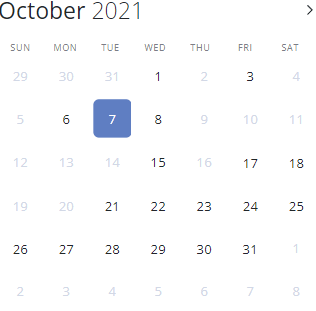 October 2021 >
SUN MON TUE WED THU FRI SAT
29 30 31 1 2 3 4
5 6 7 8 9 10 11
12 13 14 15 16 17 18
19 20 21 22 23 24 25
26 27 28 29 30 31 1
2 3 4 5 6 7 8